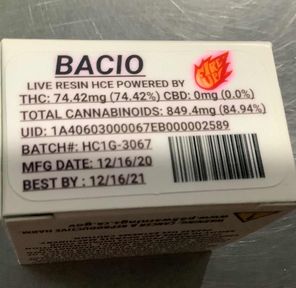 BACIO
LIVE RESIN HCE POWERED BY
THC: 74.42mg (74.42%) CBD: 0mg (0.0%)
TOTAL CANNABINOIDS: 849.4mg (84.94%)
UID: 1A40603000067EB000002589
BATCH#: HC1G-3067
MFG DATE: 12/16/20
BEST BY : 12/16/21